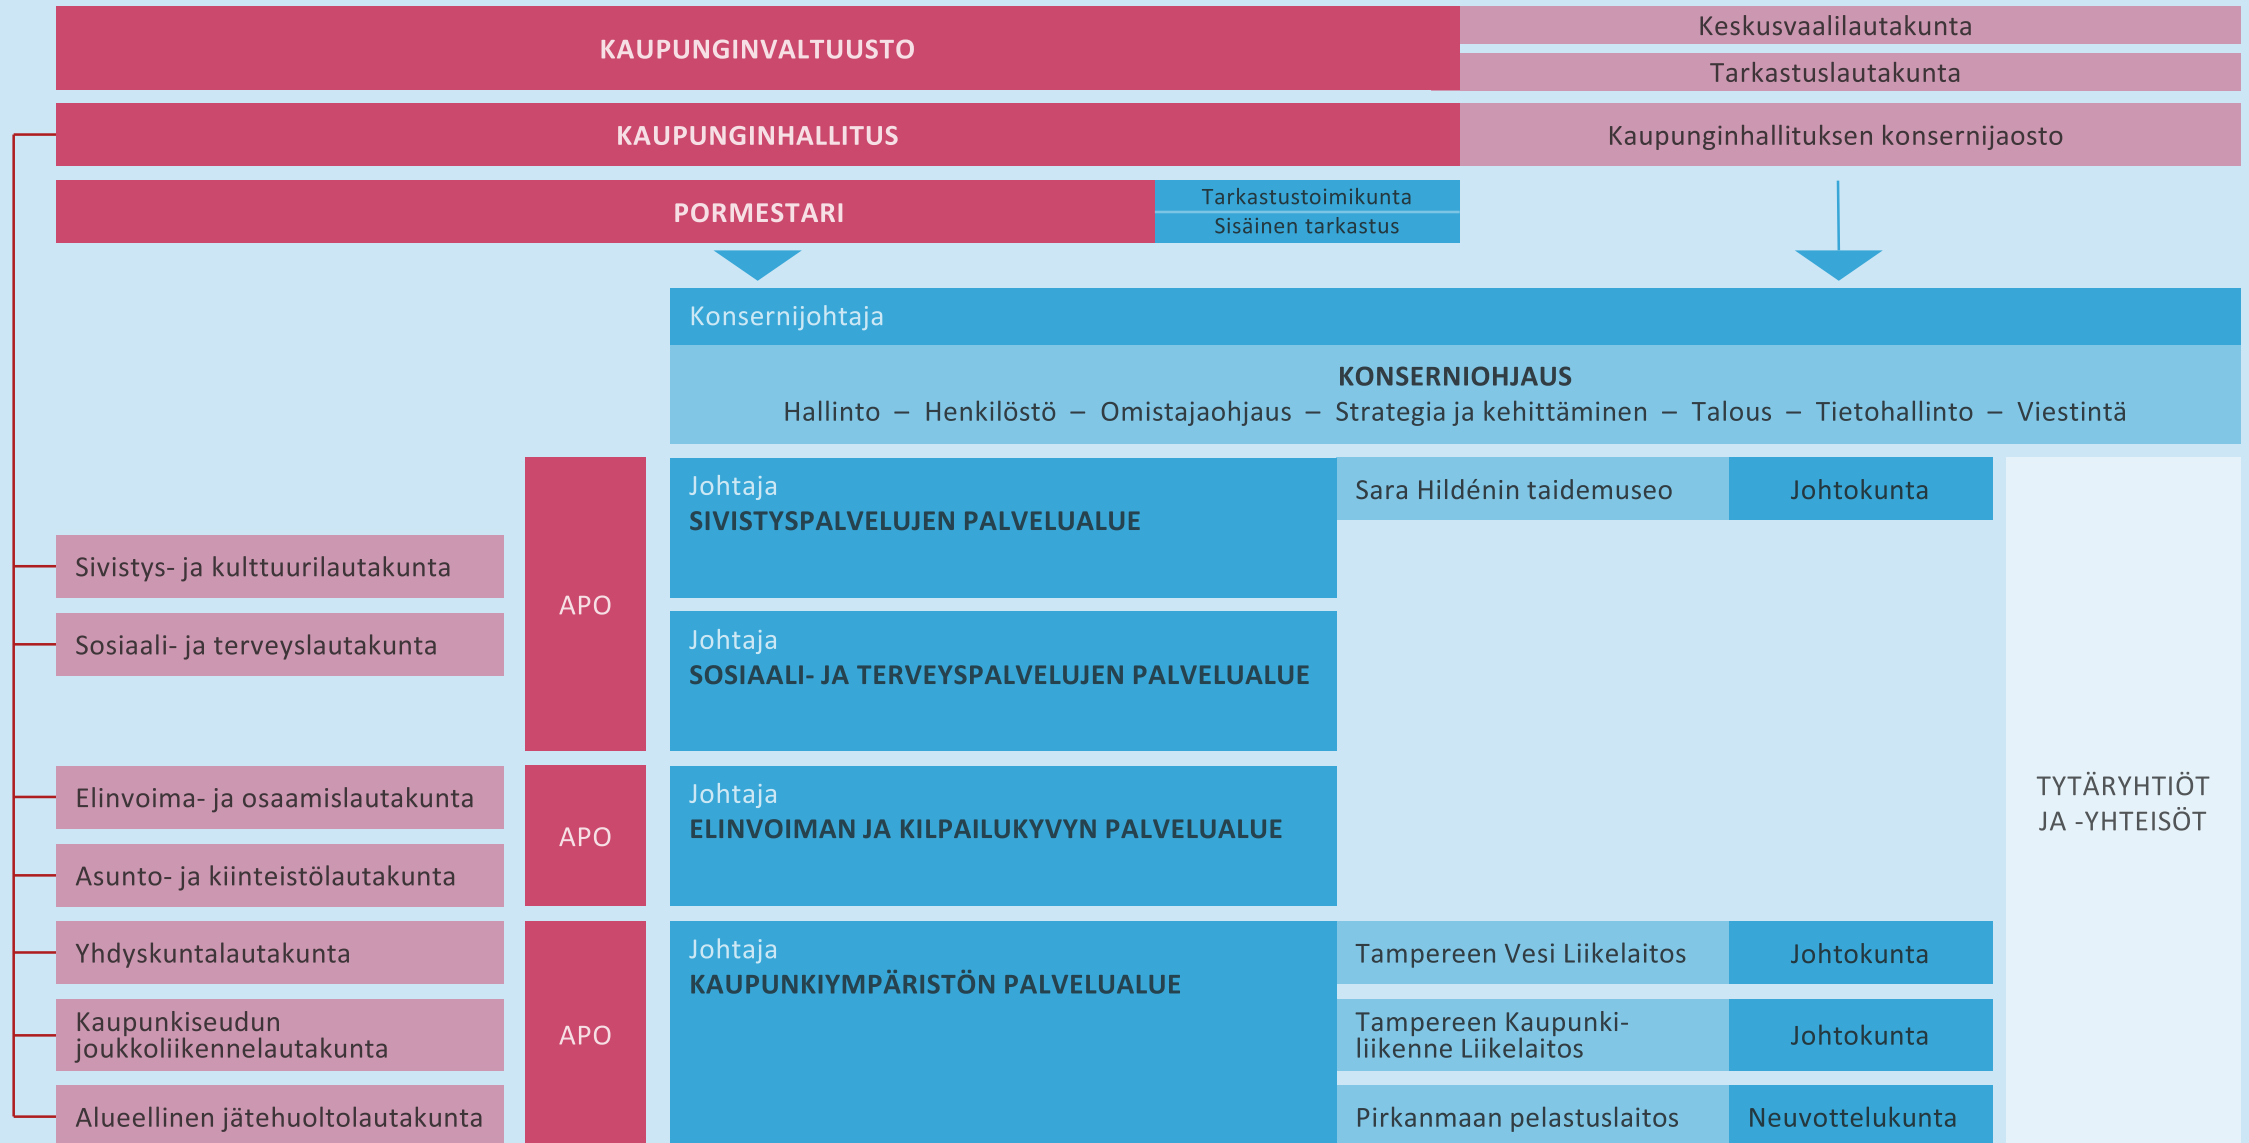 KAUPUNGINVALTUUSTO
Keskusvaalilautakunta
Tarkastuslautakunta
KAUPUNGINHALLITUS
Kaupunginhallituksen konsernijaosto
PORMESTARI
Tarkastustoimikunta
Sisäinen tarkastus
Konsernijohtaja
KONSERNIOHJAUS
Hallinto – Henkilöstö – Omistajaohjaus – Strategia ja kehittäminen – Talous – Tietohallinto – Viestintä
Sivistys- ja kulttuurilautakunta
Sosiaali- ja terveyslautakunta
APO
Johtaja
SIVISTYSPALVELUJEN PALVELUALUE
Sara Hildénin taidemuseo
Johtokunta
Johtaja
SOSIAALI- JA TERVEYSPALVELUJEN PALVELUALUE
Elinvoima- ja osaamislautakunta
Asunto- ja kiinteistölautakunta
APO
Johtaja
ELINVOIMAN JA KILPAILUKYVYN PALVELUALUE
TYTÄRYHTIÖT
JA -YHTEISÖT
Yhdyskuntalautakunta
Kaupunkiseudun
joukkoliikennelautakunta
Alueellinen jätehuoltolautakunta
APO
Johtaja
KAUPUNKIYMPÄRISTÖN PALVELUALUE
Tampereen Vesi Liikelaitos
Johtokunta
Tampereen Kaupunki-
liikenne Liikelaitos
Johtokunta
Pirkanmaan pelastuslaitos
Neuvottelukunta